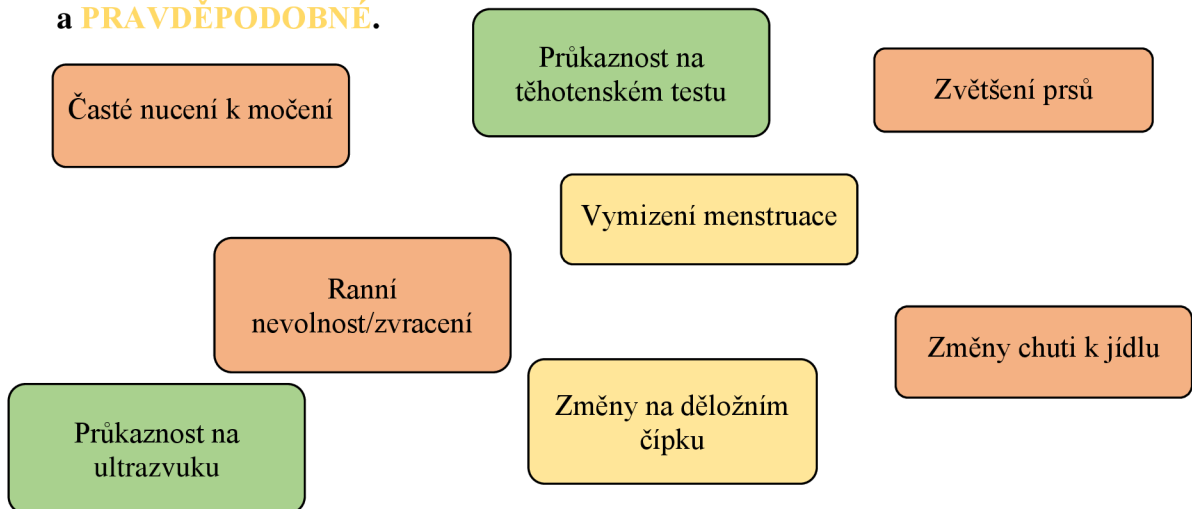 a PRAVDĚPODOBNÉ.
Časté nucení k močení
Průkaznost na
těhotenském testu
Zvětšení prsů
Vymizení menstruace
Ranní
nevolnost/zvracení
Změny chuti k jídlu
Změny na děložním
čípku
Průkaznost na
ultrazvuku